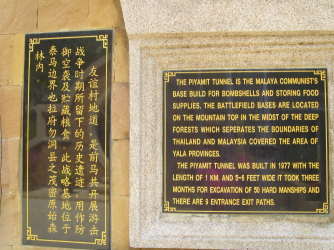 友谊村地道，是前马共开展游击
战争时期所留下的历史遗迹。用作防
御空袭及贮藏粮食。此战略基地位于
泰马边界也拉府勿洞县之茂密原始森
林内。
THE PIYAMIT TUNNEL IS THE MALAYA COMMUNIST'S
BASE BUILD FOR BOMBSHELLS AND STORING FOOD
SUPPLIES. THE BATTLEFIELD BASES ARE LOCATED
ON THE MOUNTAIN TOP IN THE MIDST OF THE DEEP
FORESTS WHICH SEPERATES THE BOUNDARIES OF
THAILAND AND MALAYSIA COVERED THE AREA OF
YALA PROVINCES.
THE PIYAMIT TUNNEL WAS BUILT IN 1977 WITH THE
LENGTH OF 1 KM. AND 5-6 FEET WIDE IT TOOK THREE
MONTHS FOR EXCAVATION OF 50 HARD MANSHIPS AND
THERE ARE 9 ENTRANCE EXIT PATHS.